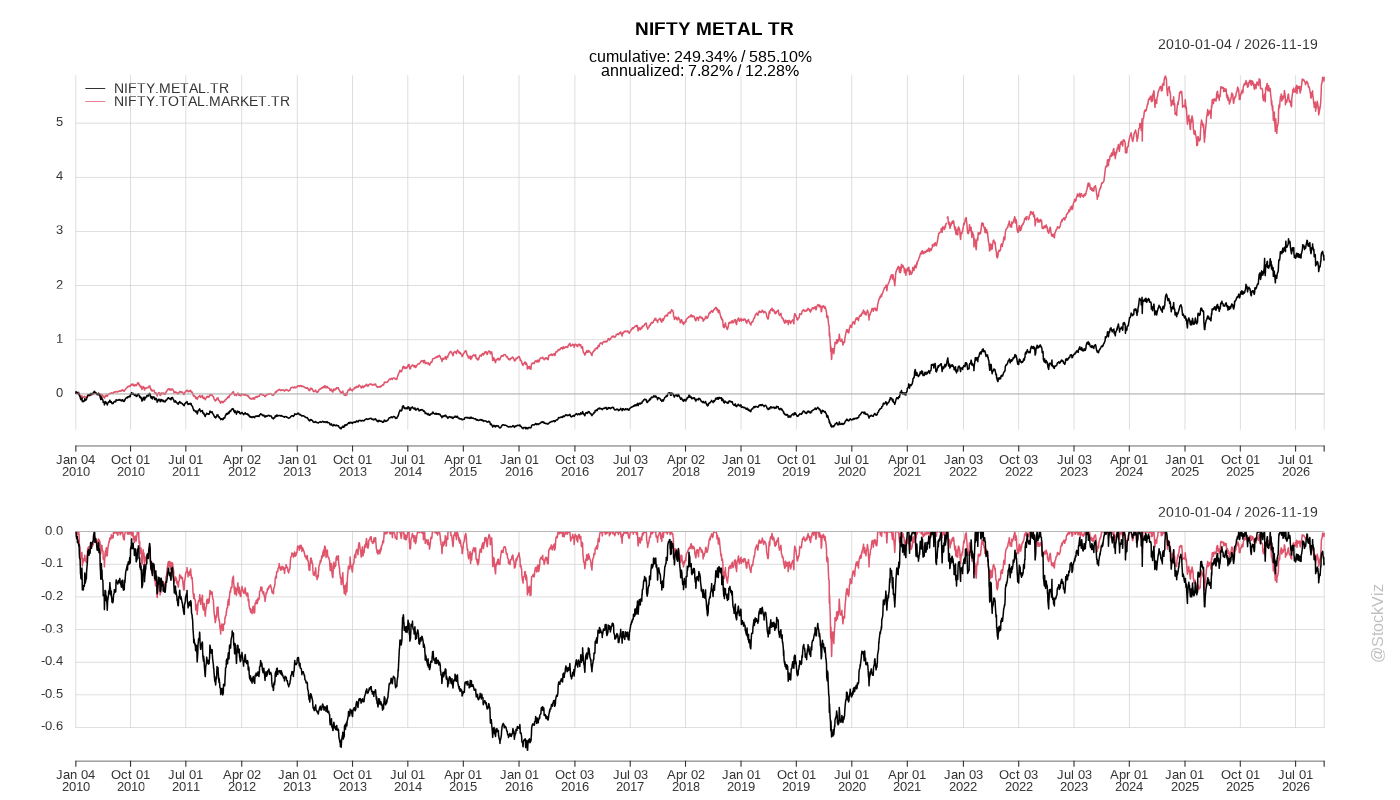 NIFTY METAL TR
2010-01-04 / 2026-11-19
cumulative: 249.34% / 585.10%
annualized: 7.82% / 12.28%
NIFTY.METAL.TR
NIFTY.TOTAL.MARKET.TR
5
4
3
2
1
0
Jan 04 Oct 01 Jul 01 Apr 02 Jan 01 Oct 01 Jul 01 Apr 01 Jan 01 Oct 03 Jul 03 Apr 02 Jan 01 Oct 01 Jul 01 Apr 01 Jan 03 Oct 03 Jul 03 Apr 01 Jan 01 Oct 01 Jul 01
2010 2010 2011 2012 2013 2013 2014 2015 2016 2016 2017 2018 2019 2019 2020 2021 2022 2022 2023 2024 2025 2025 2026
2010-01-04 / 2026-11-19
0.0
-0.1
-0.2
-0.3
-0.4
-0.5
-0.6
Jan 04 Oct 01 Jul 01 Apr 02 Jan 01 Oct 01 Jul 01 Apr 01 Jan 01 Oct 03 Jul 03 Apr 02 Jan 01 Oct 01 Jul 01 Apr 01 Jan 03 Oct 03 Jul 03 Apr 01 Jan 01 Oct 01 Jul 01
2010 2010 2011 2012 2013 2013 2014 2015 2016 2016 2017 2018 2019 2019 2020 2021 2022 2022 2023 2024 2025 2025 2026
@StockViz